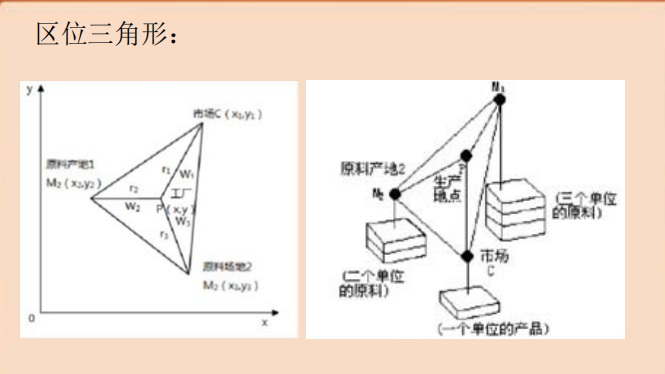 区位三角形：
y
市场C（x₁,y₁）
原料产地1
M₂（x₂,y₂）
r₁
W₁
r₂
工厂
W₂
P（x,y）
W₃
r₃
原料场地2
M₂（x₃,y₃）
0
x
M₁
原料产地2
M₂
生产
地点
P
（三个单位
的原料）
市场
C
（二个单位
的原料）
（一个单位的产品）